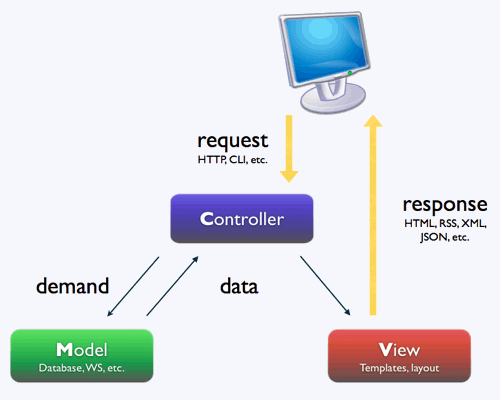 request
HTTP, CLI, etc.
response
HTML, RSS, XML,
JSON, etc.
Controller
demand
data
Model
Database, WS, etc.
View
Templates, layout